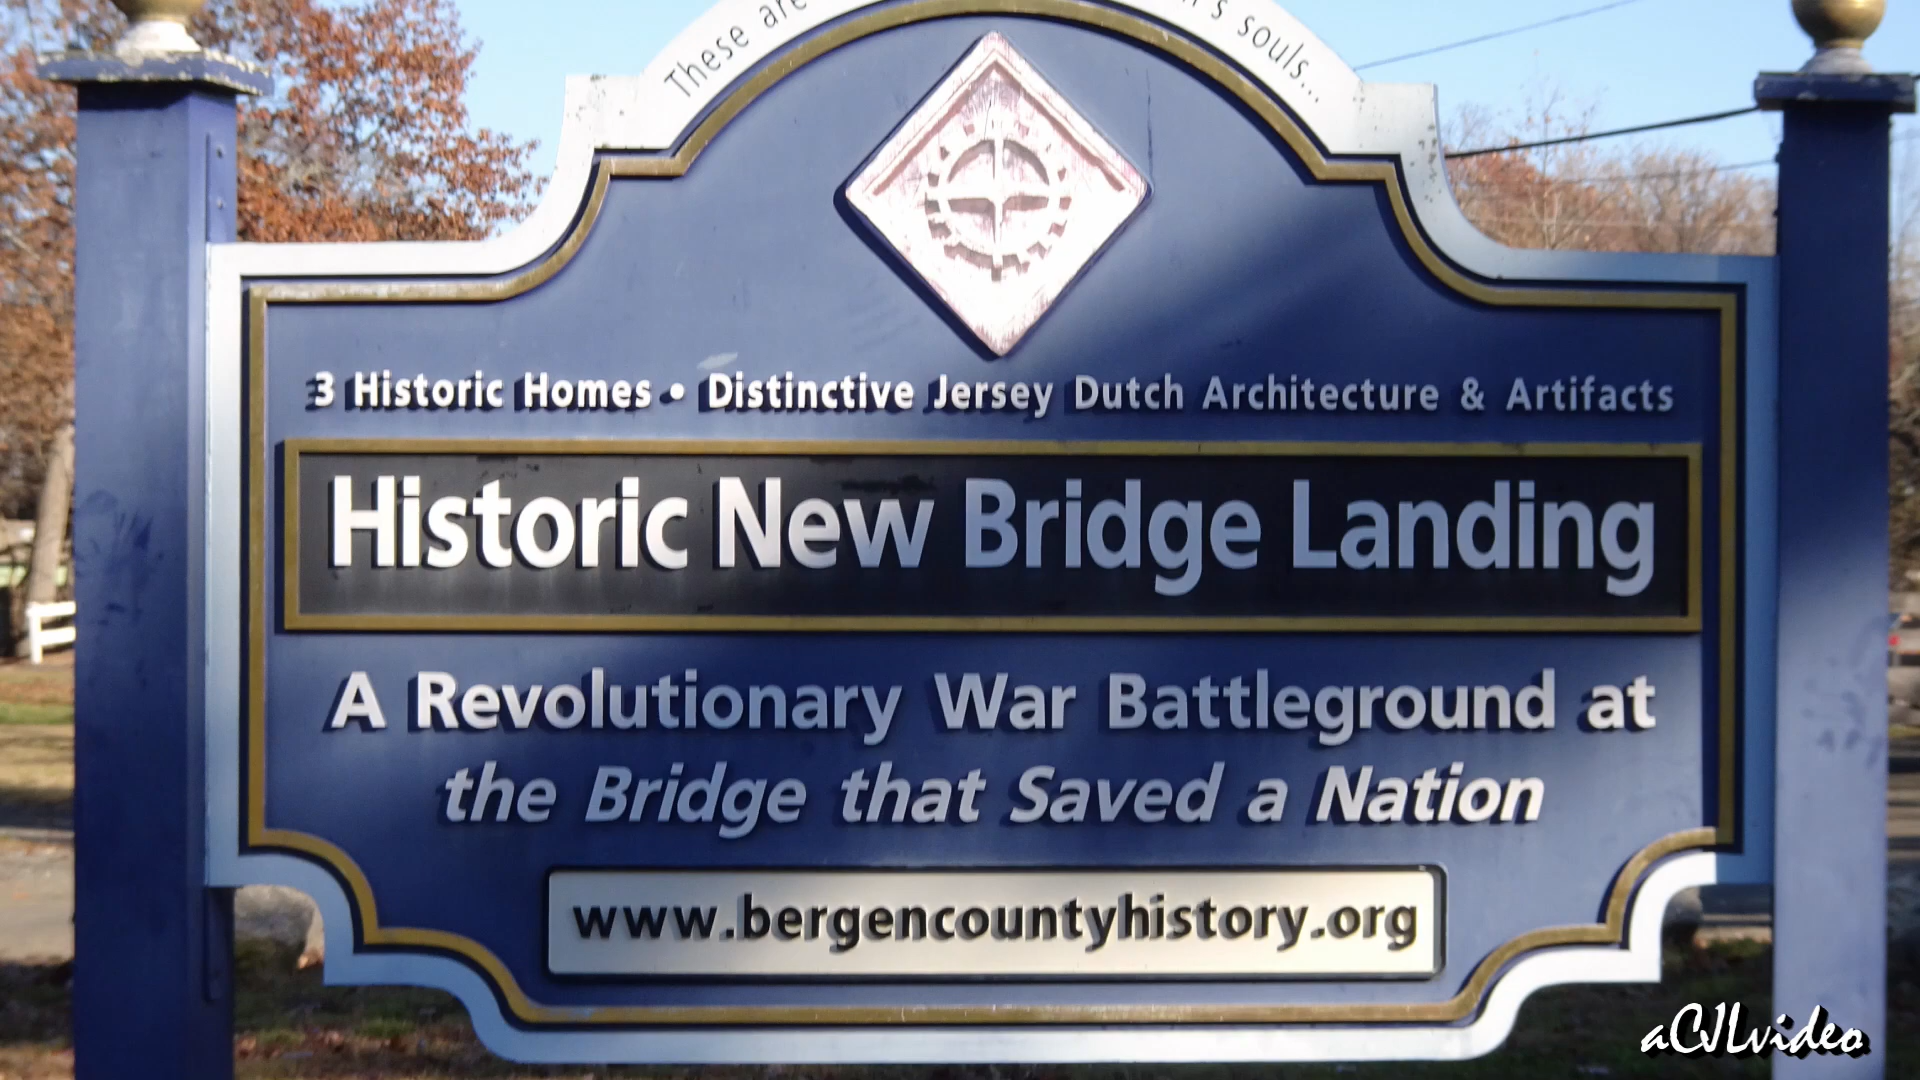 These are
's souls...
3 Historic Homes • Distinctive Jersey Dutch Architecture & Artifacts
Historic New Bridge Landing
A Revolutionary War Battleground at
the Bridge that Saved a Nation
www.bergencountyhistory.org
aCJLvideo